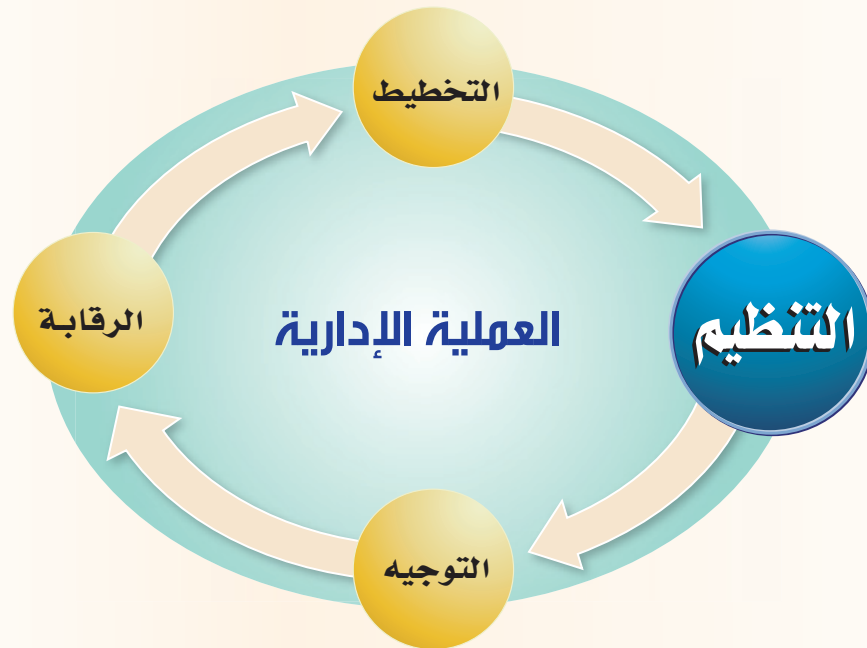 التخطيط
التنظيم
العملية الإدارية
الرقابة
التوجيه